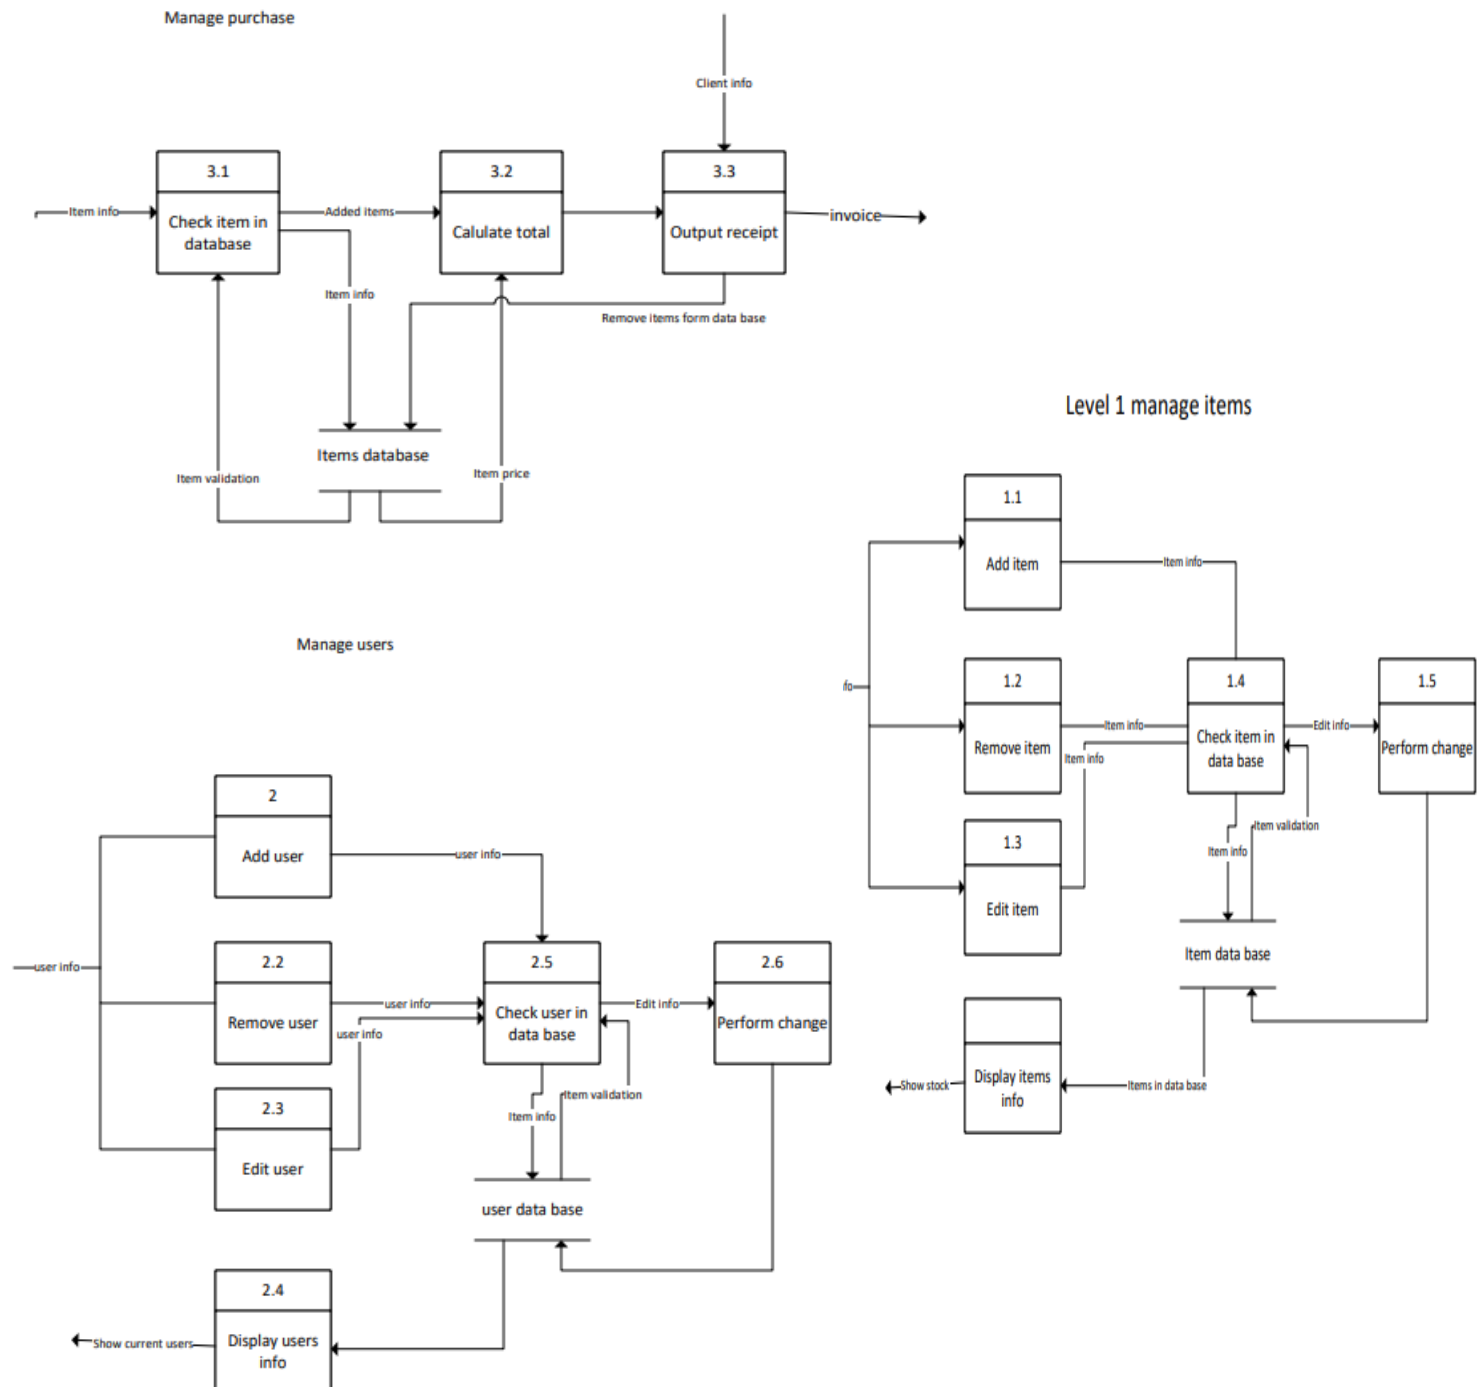 Manage purchase
Client info
3.1
3.2
3.3
Item info
Check item in
database
Added items
Calulate total
Output receipt
invoice
Item info
Remove items form data base
Items database
Item validation
Item price
Level 1 manage items
1.1
Add item
Item info
1.2
Remove item
Item info
Item info
1.4
Check item in
data base
Edit info
1.5
Perform change
1.3
Edit item
Item info
Item validation
Item data base
Display items
info
Show stock
Items in data base
Manage users
2
Add user
user info
user info
2.2
Remove user
user info
user info
2.5
Check user in
data base
Edit info
2.6
Perform change
2.3
Edit user
Item info
Item validation
user data base
2.4
Display users
info
Show current users